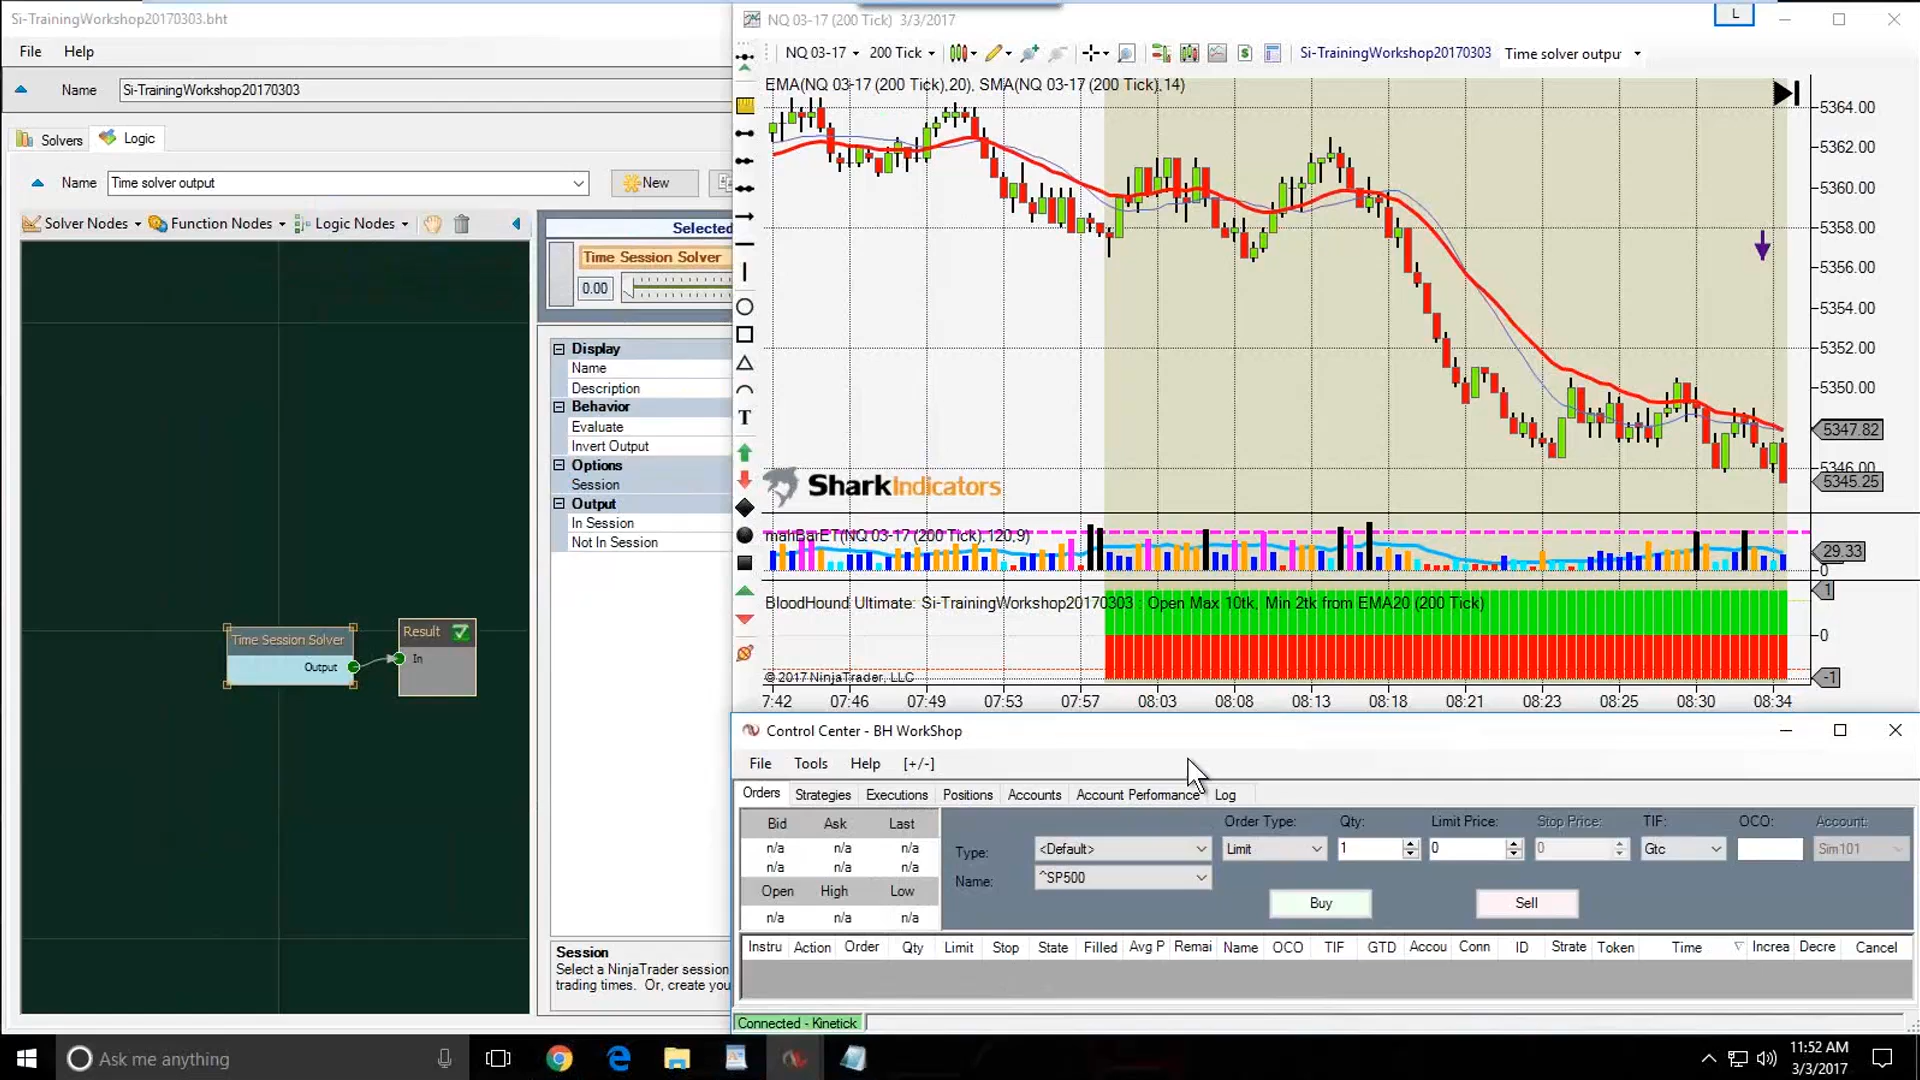 Si-TrainingWorkshop20170303.bht
File Help
Name Si-TrainingWorkshop20170303
Solvers Logic
Name Time solver output New
Solver Nodes Function Nodes Logic Nodes
Selected
Time Session Solver
0.00
Time Session Solver
Output
Result
In
Display
Name
Description
Behavior
Evaluate
Invert Output
Options
Session
Output
In Session
Not In Session
Session
Select a NinjaTrader session
trading times. Or, create you
NQ 03-17 (200 Tick) 3/3/2017
L
NQ 03-17 200 Tick Si-TrainingWorkshop20170303 Time solver output
EMA(NQ 03-17 (200 Tick),20), SMA(NQ 03-17 (200 Tick),14)
T
5364.00
5362.00
5360.00
5358.00
5356.00
5354.00
5352.00
5350.00
5347.82
5346.00
5345.25
SharkIndicators
mahBarET(NQ 03-17 (200 Tick),120,9)
29.33
0
BloodHound Ultimate: Si-TrainingWorkshop20170303 : Open Max 10tk, Min 2tk from EMA20 (200 Tick)
1
0
-1
© 2017 NinjaTrader, LLC
7:42 07:46 07:49 07:53 07:57 08:03 08:08 08:13 08:18 08:21 08:23 08:25 08:30 08:34
Control Center - BH WorkShop
File Tools Help [+/-]
Orders Strategies Executions Positions Accounts Account Performance Log
Bid Ask Last
n/a n/a n/a
n/a n/a n/a
Open High Low
n/a n/a n/a
Order Type: Qty: Limit Price: Stop Price: TIF: OCO: Account:
Type: <Default> Limit 1 0 0 Gtc Sim101
Name: ^SP500
Buy Sell
Instru Action Order Qty Limit Stop State Filled Avg P Remai Name OCO TIF GTD Accou Conn ID Strate Token Time Increa Decre Cancel
Connected - Kinetick
Ask me anything
11:52 AM
3/3/2017